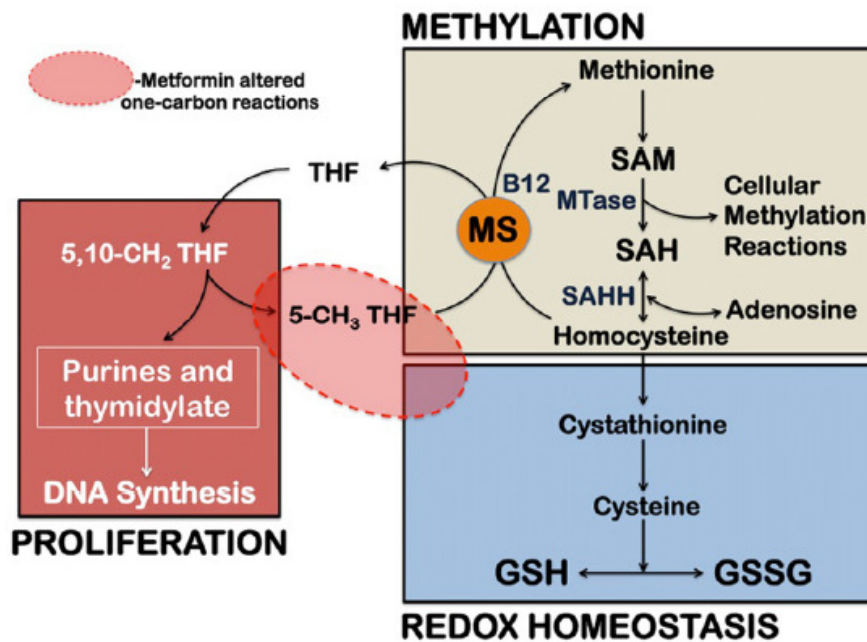 METHYLATION
-Metformin altered
one-carbon reactions
Methionine
THF
B12
SAM
MTase
Cellular
Methylation
Reactions
MS
SAH
5,10-CH₂ THF
SAHH
Adenosine
5-CH₃ THF
Homocysteine
Purines and
thymidylate
Cystathionine
DNA Synthesis
Cysteine
PROLIFERATION
GSH
GSSG
REDOX HOMEOSTASIS